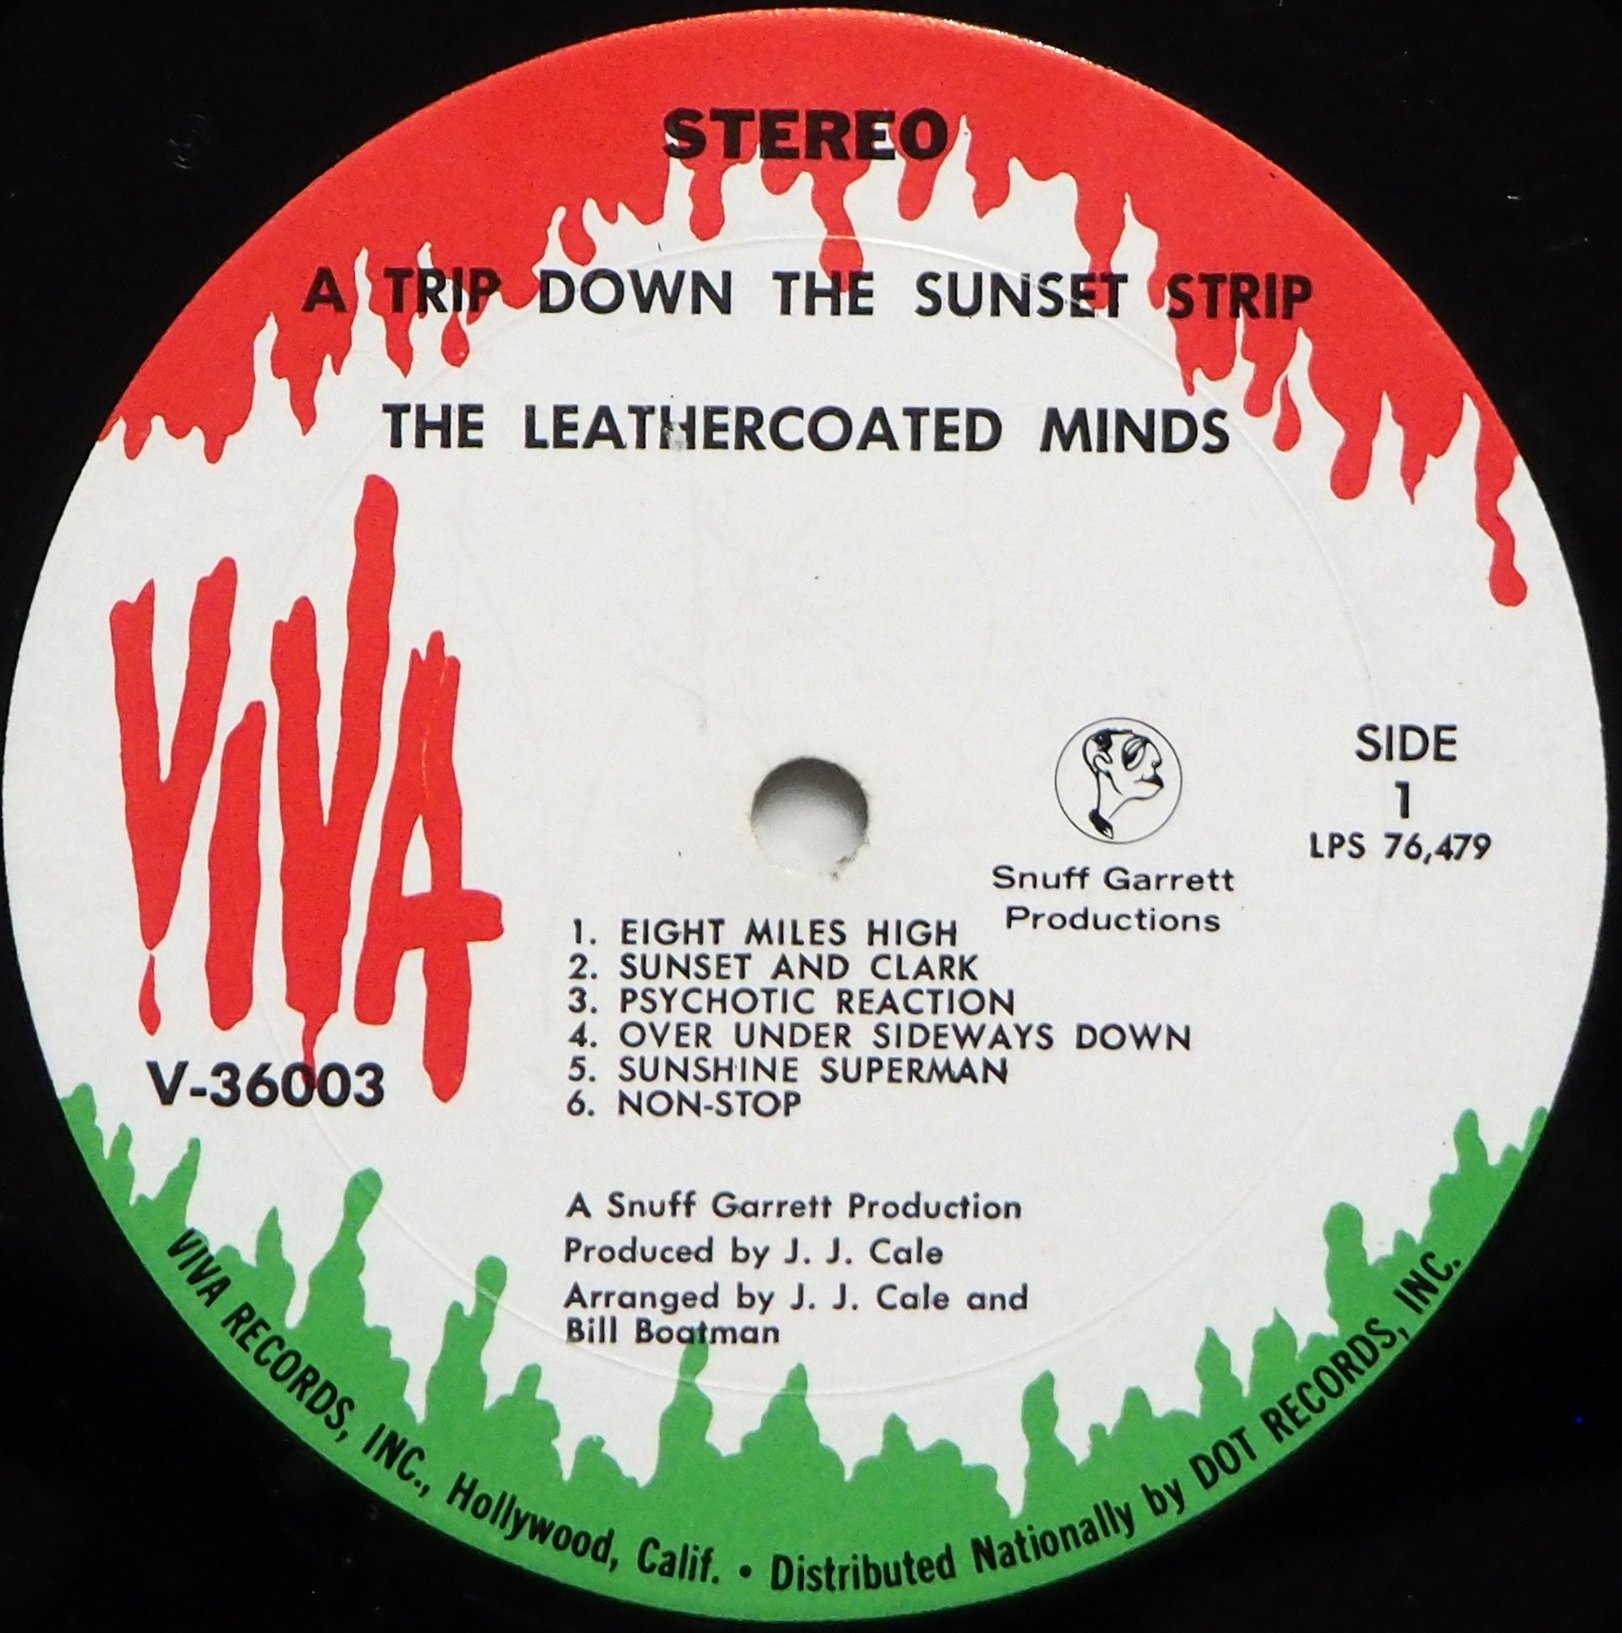 STEREO
A TRIP DOWN THE SUNSET STRIP
THE LEATHERCOATED MINDS
VIVA
V-36003
SIDE
1
LPS 76,479
Snuff Garrett
Productions
1. EIGHT MILES HIGH
2. SUNSET AND CLARK
3. PSYCHOTIC REACTION
4. OVER UNDER SIDEWAYS DOWN
5. SUNSHINE SUPERMAN
6. NON-STOP
A Snuff Garrett Production
Produced by J. J. Cale
Arranged by J. J. Cale and
Bill Boatman
VIVA RECORDS, INC., Hollywood, Calif. • Distributed Nationally by DOT RECORDS, INC.